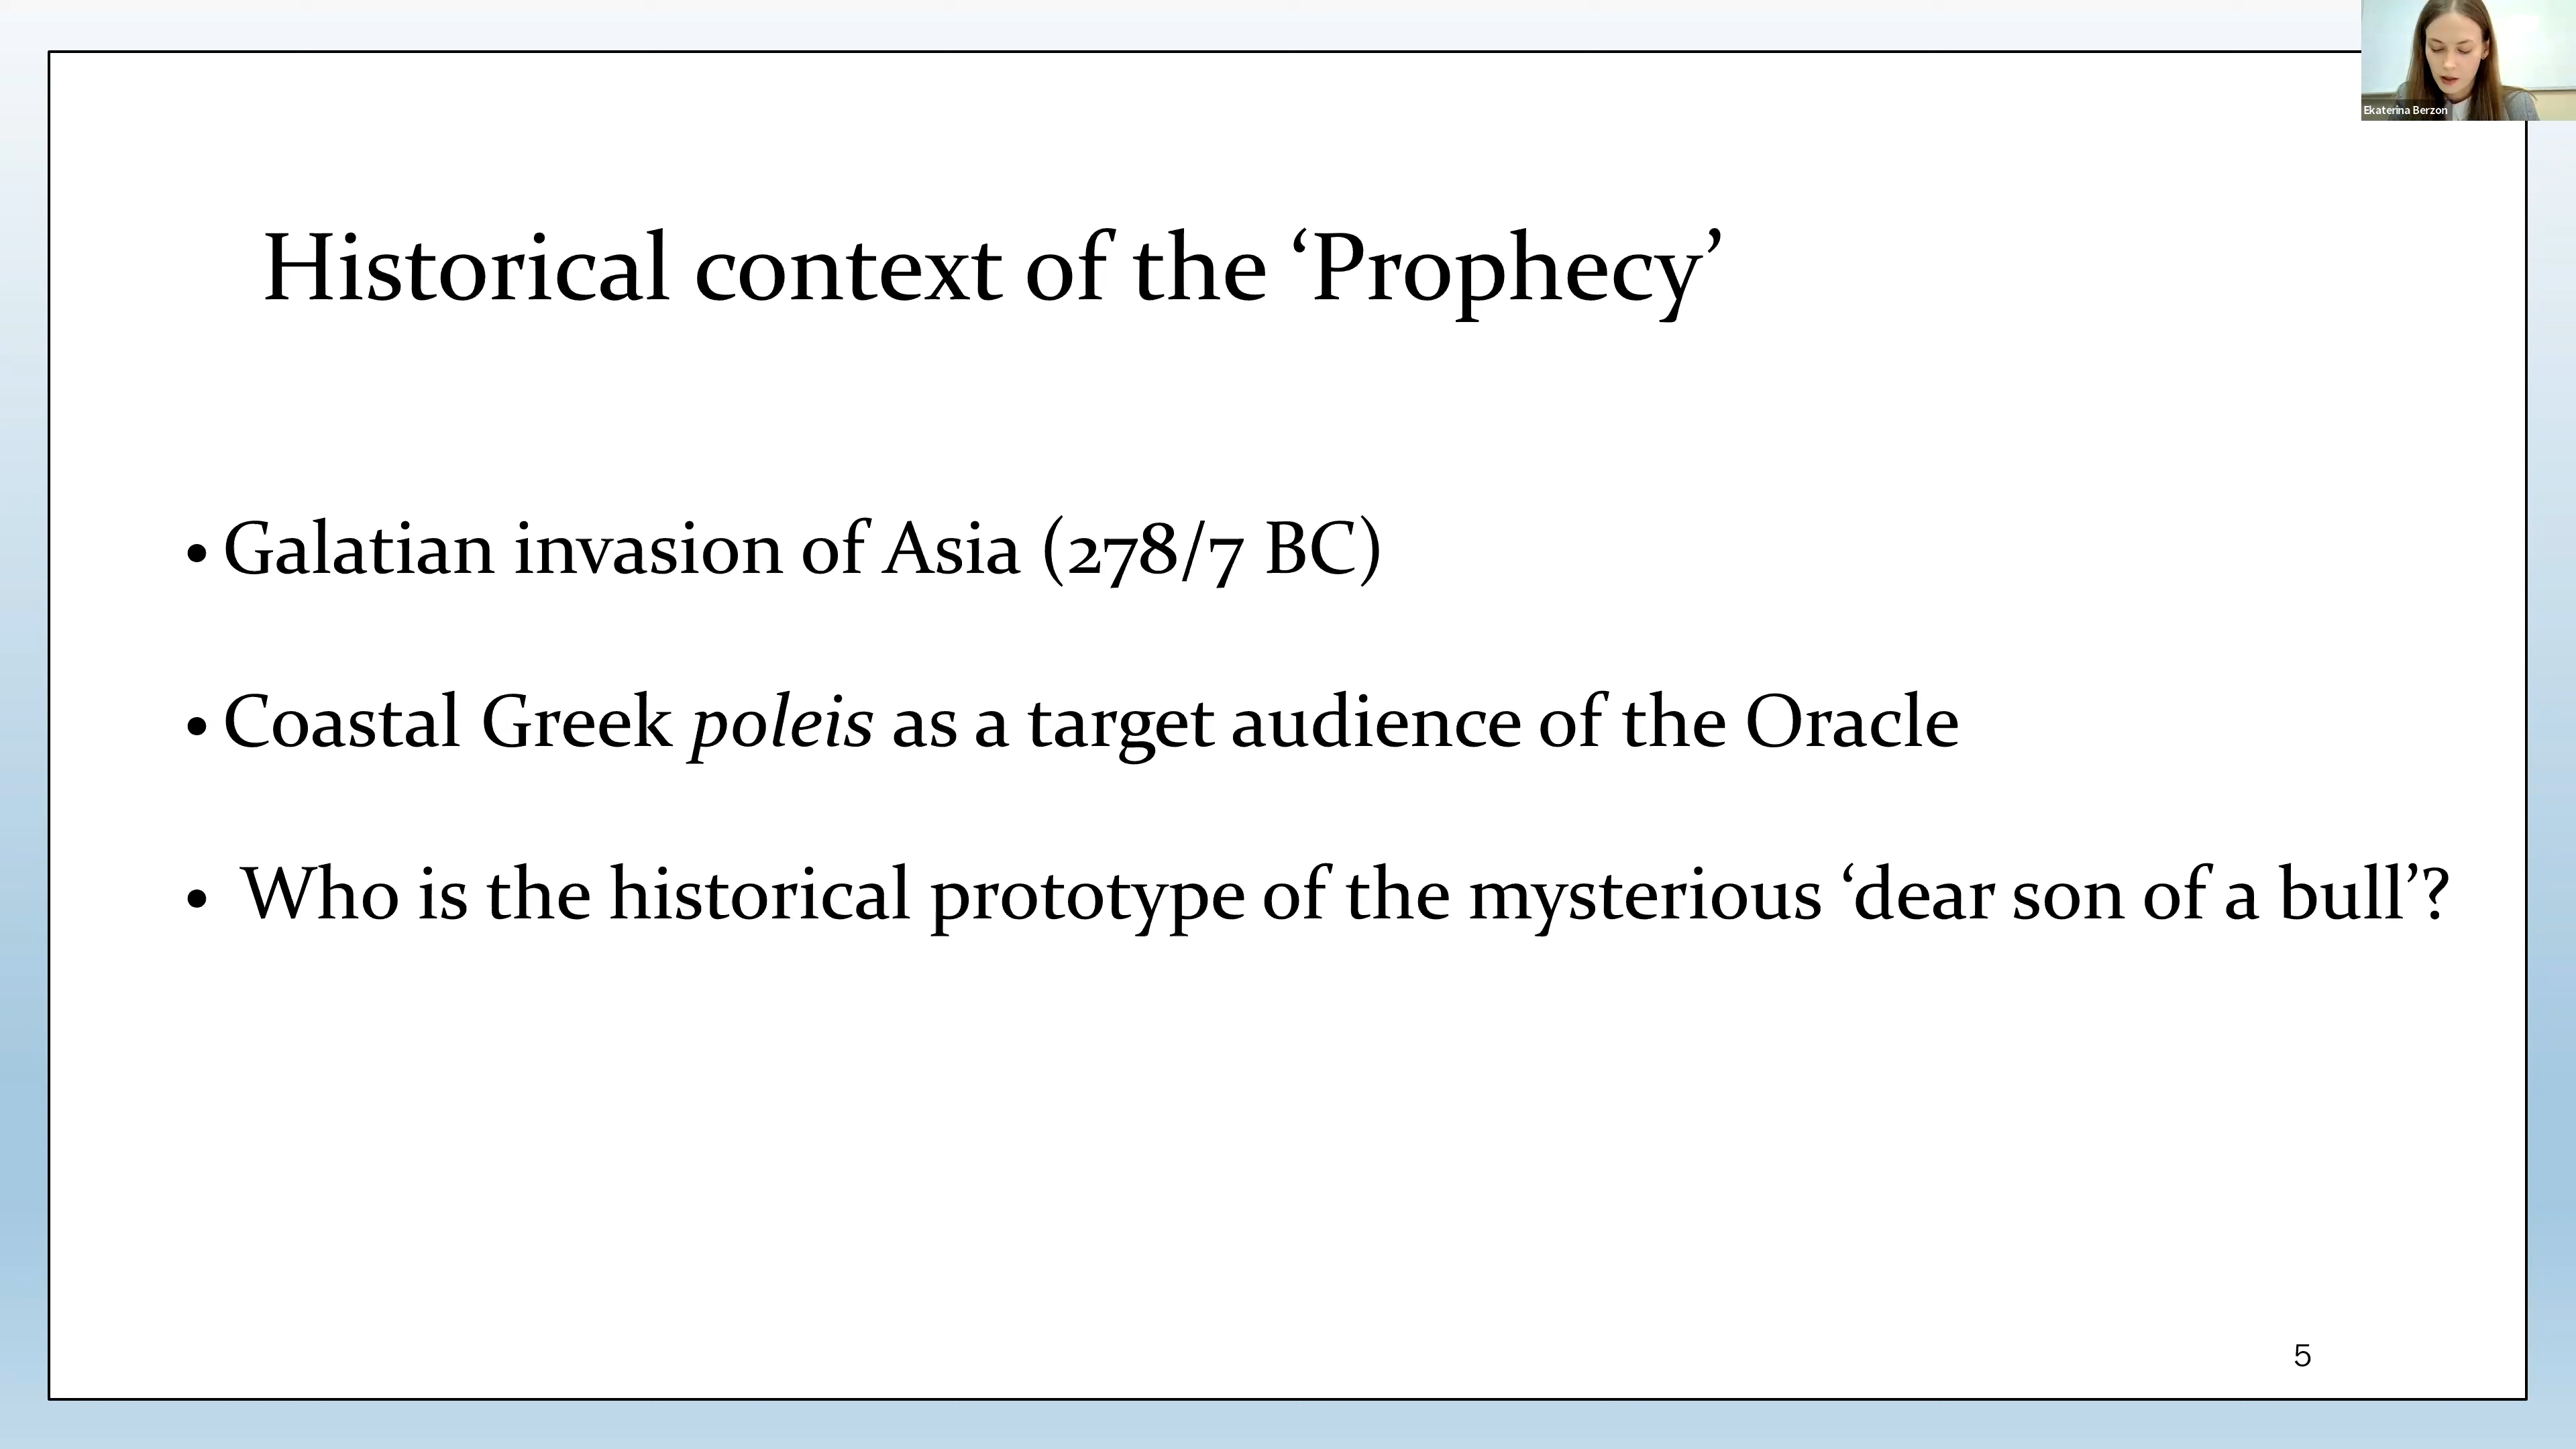 Ekaterina Berzon
Historical context of the ‘Prophecy’
• Galatian invasion of Asia (278/7 BC)
• Coastal Greek poleis as a target audience of the Oracle
• Who is the historical prototype of the mysterious ‘dear son of a bull’?
5